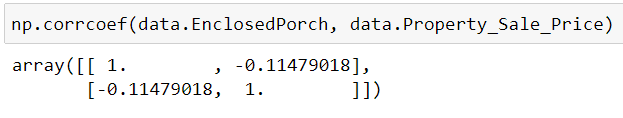 np.corrcoef(data.EnclosedPorch, data.Property_Sale_Price)
array([[ 1.        , -0.11479018],
       [-0.11479018,  1.        ]])